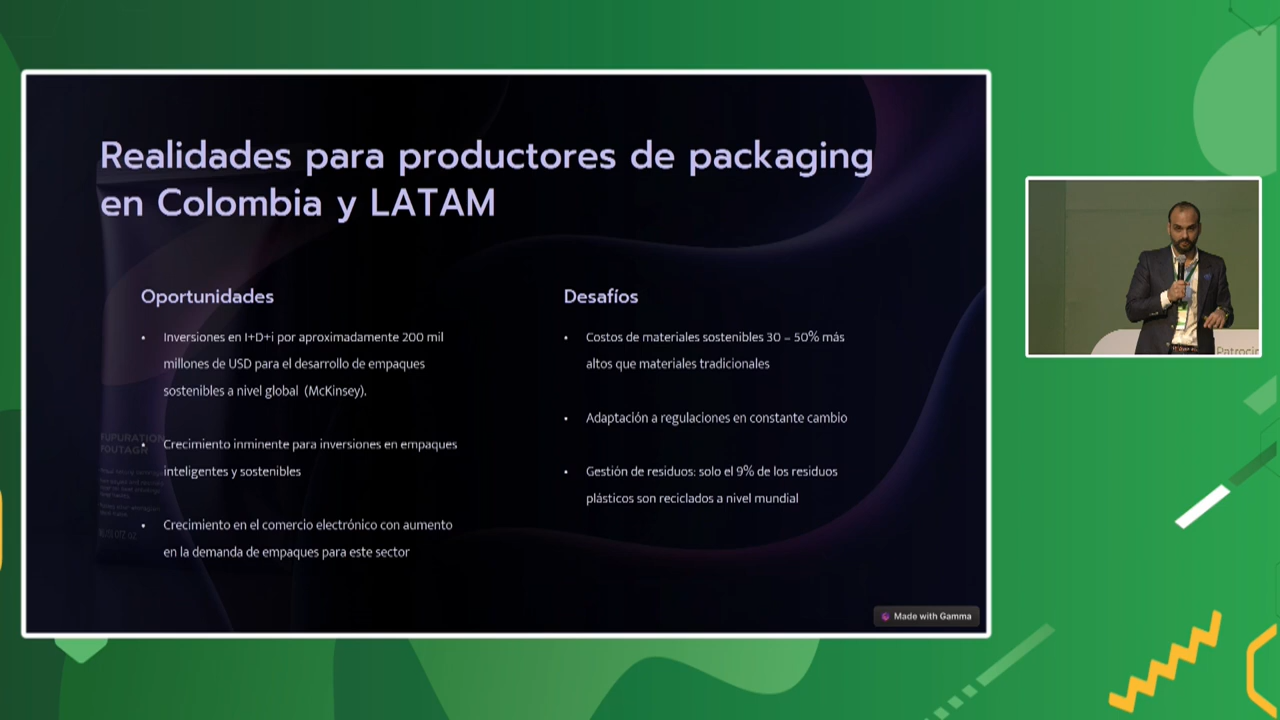 Realidades para productores de packaging
en Colombia y LATAM
Oportunidades
• Inversiones en I+D+i por aproximadamente 200 mil
millones de USD para el desarrollo de empaques
sostenibles a nivel global (McKinsey).
• Crecimiento inminente para inversiones en empaques
inteligentes y sostenibles
• Crecimiento en el comercio electrónico con aumento
en la demanda de empaques para este sector
Desafíos
• Costos de materiales sostenibles 30 – 50% más
altos que materiales tradicionales
• Adaptación a regulaciones en constante cambio
• Gestión de residuos: solo el 9% de los residuos
plásticos son reciclados a nivel mundial
FUPURATION
FOUTAGR
Made with Gamma
Patrocin